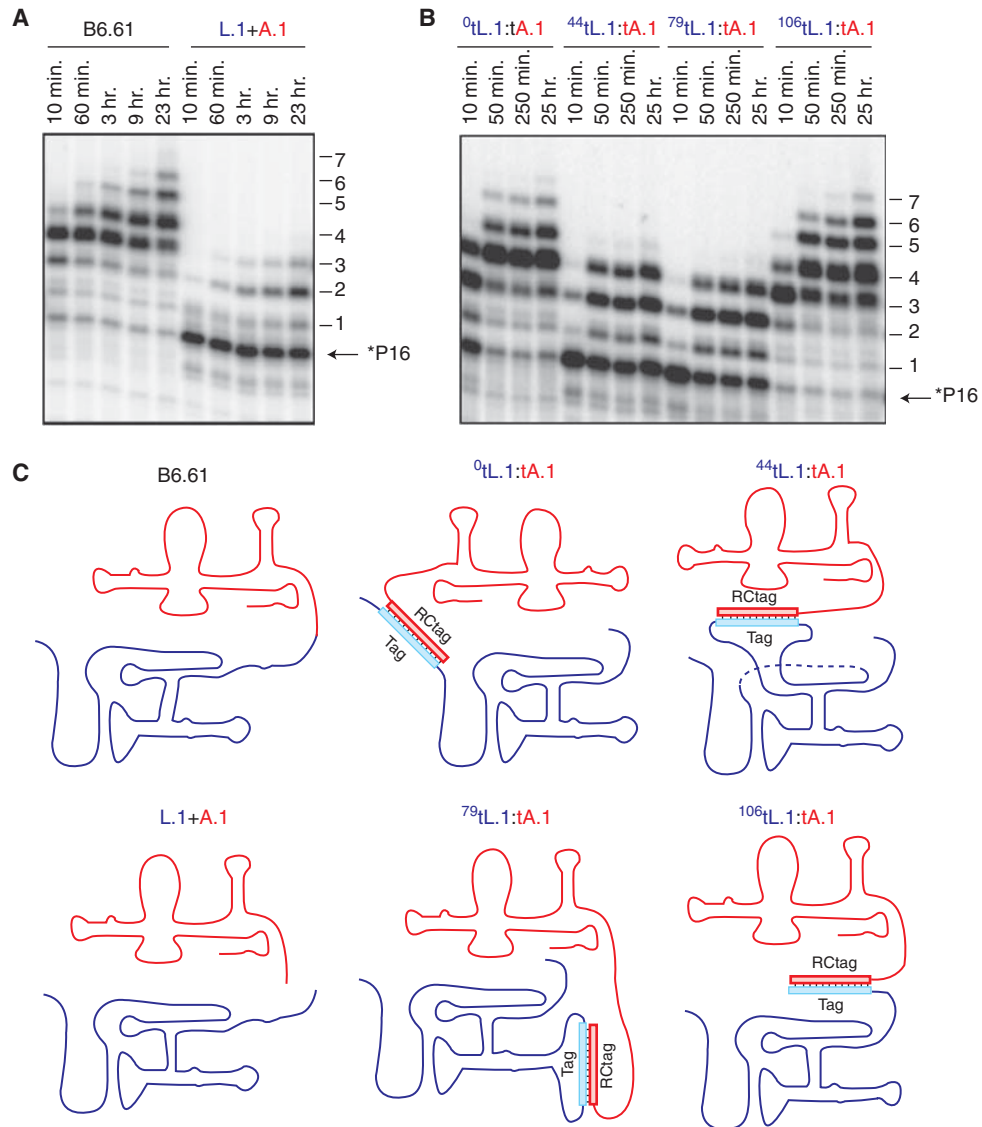 A
B6.61 L.1+A.1
10 min. 60 min. 3 hr. 9 hr. 23 hr. 10 min. 60 min. 3 hr. 9 hr. 23 hr.
7
6
5
4
3
2
1
*P16
B
⁰tL.1:tA.1 ⁴⁴tL.1:tA.1 ⁷⁹tL.1:tA.1 ¹⁰⁶tL.1:tA.1
10 min. 50 min. 250 min. 25 hr. 10 min. 50 min. 250 min. 25 hr. 10 min. 50 min. 250 min. 25 hr. 10 min. 50 min. 250 min. 25 hr.
7
6
5
4
3
2
1
*P16
C
B6.61
⁰tL.1:tA.1
RCtag
Tag
⁴⁴tL.1:tA.1
RCtag
Tag
L.1+A.1
⁷⁹tL.1:tA.1
Tag
RCtag
¹⁰⁶tL.1:tA.1
RCtag
Tag